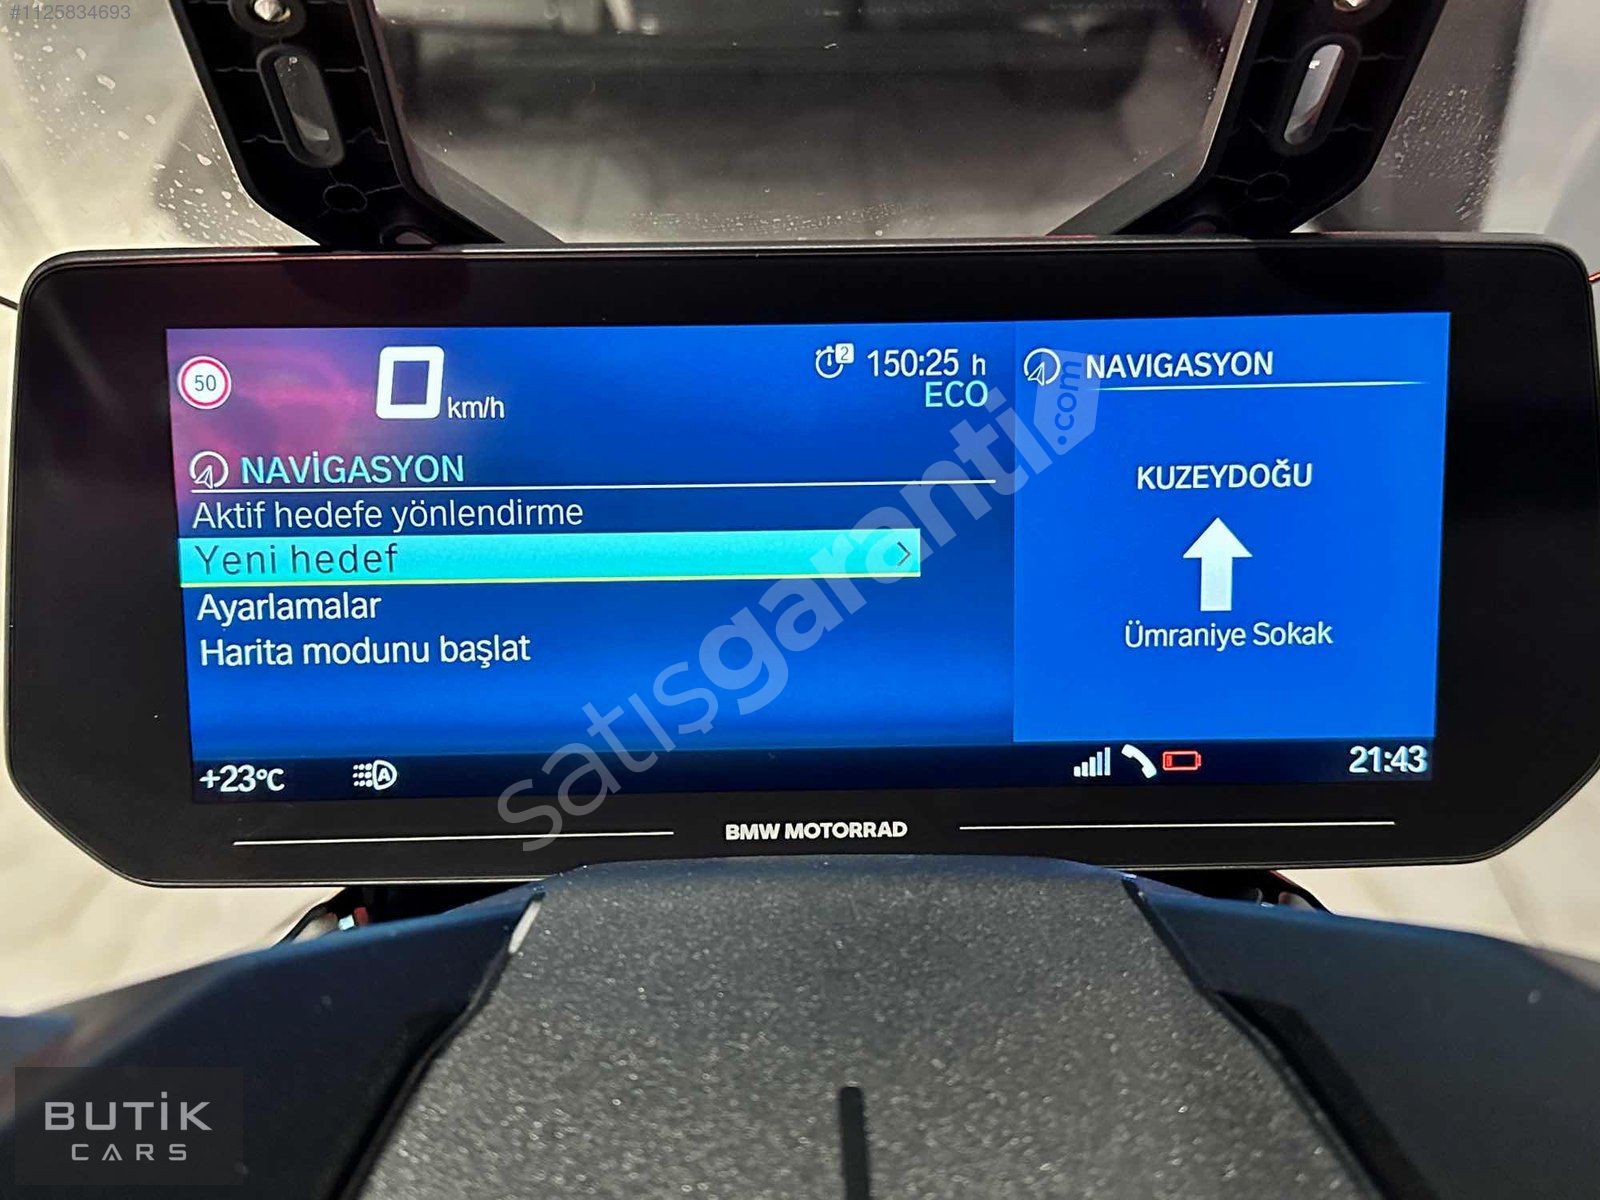 #1125834693
50
0 km/h
2 150:25 h
ECO
NAVİGASYON
Aktif hedefe yönlendirme
Yeni hedef
Ayarlamalar
Harita modunu başlat
NAVIGASYON
KUZEYDOĞU
Ümraniye Sokak
+23°C
A
21:43
BMW MOTORRAD
satışgaranti.com
BUTiK
CARS